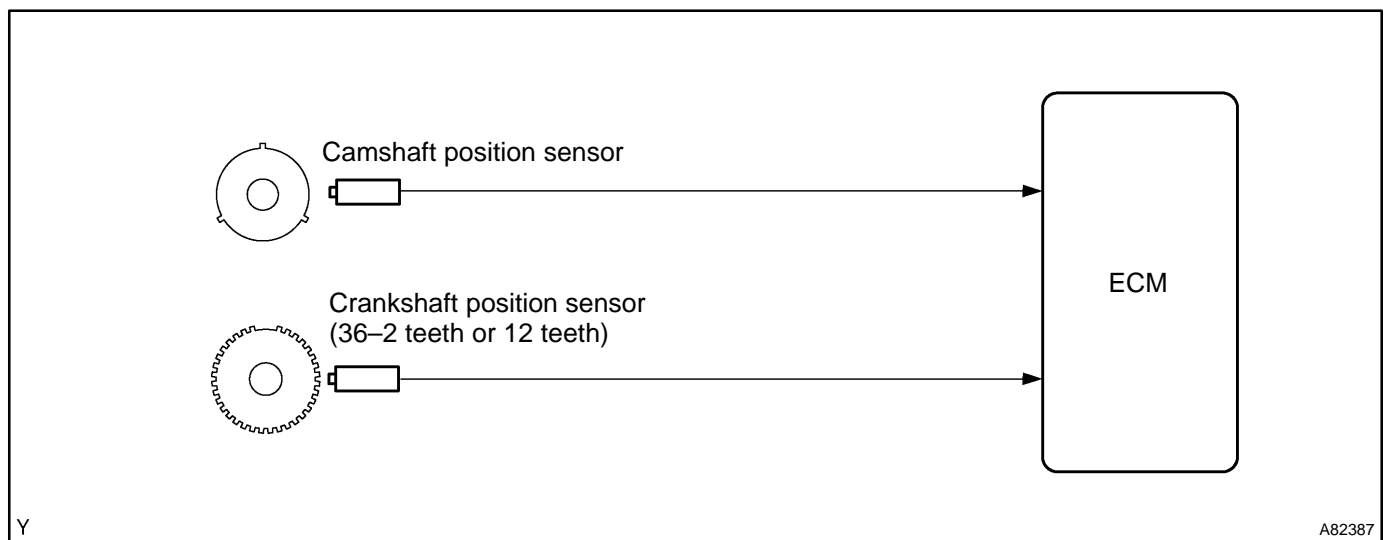 Camshaft position sensor
Crankshaft position sensor
(36–2 teeth or 12 teeth)
ECM
Y
A82387